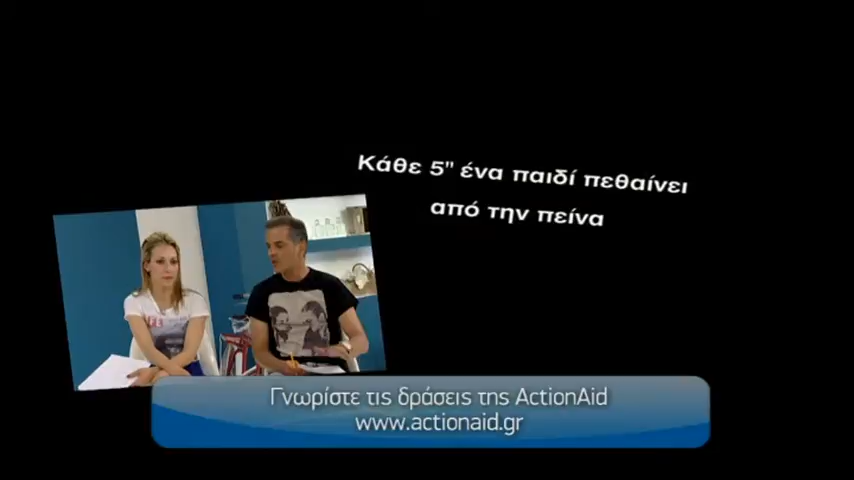 Κάθε 5" ένα παιδί πεθαίνει
από την πείνα
Γνωρίστε τις δράσεις της ActionAid
www.actionaid.gr